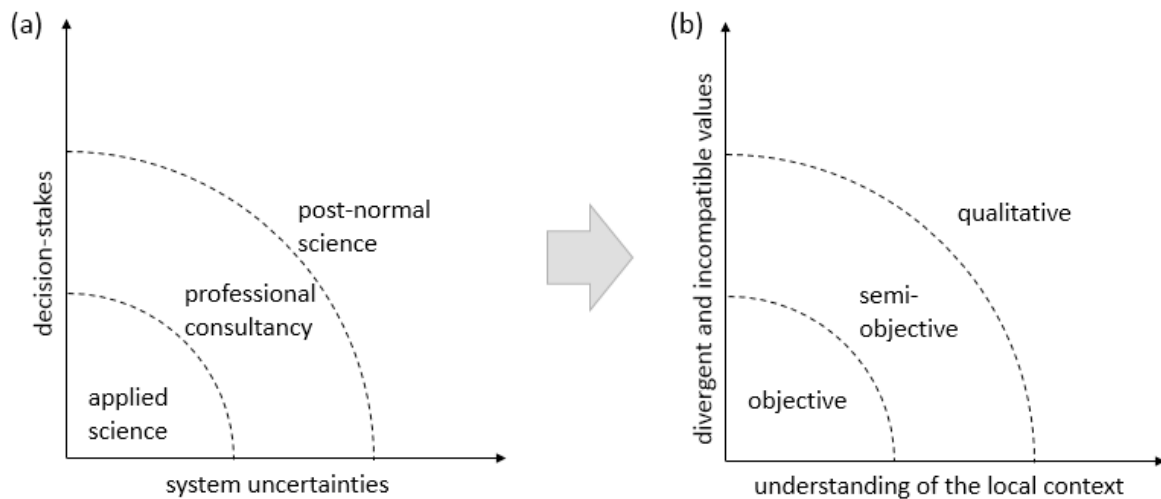 (a)
decision-stakes
post-normal
science
professional
consultancy
applied
science
system uncertainties
(b)
divergent and incompatible values
qualitative
semi-
objective
objective
understanding of the local context